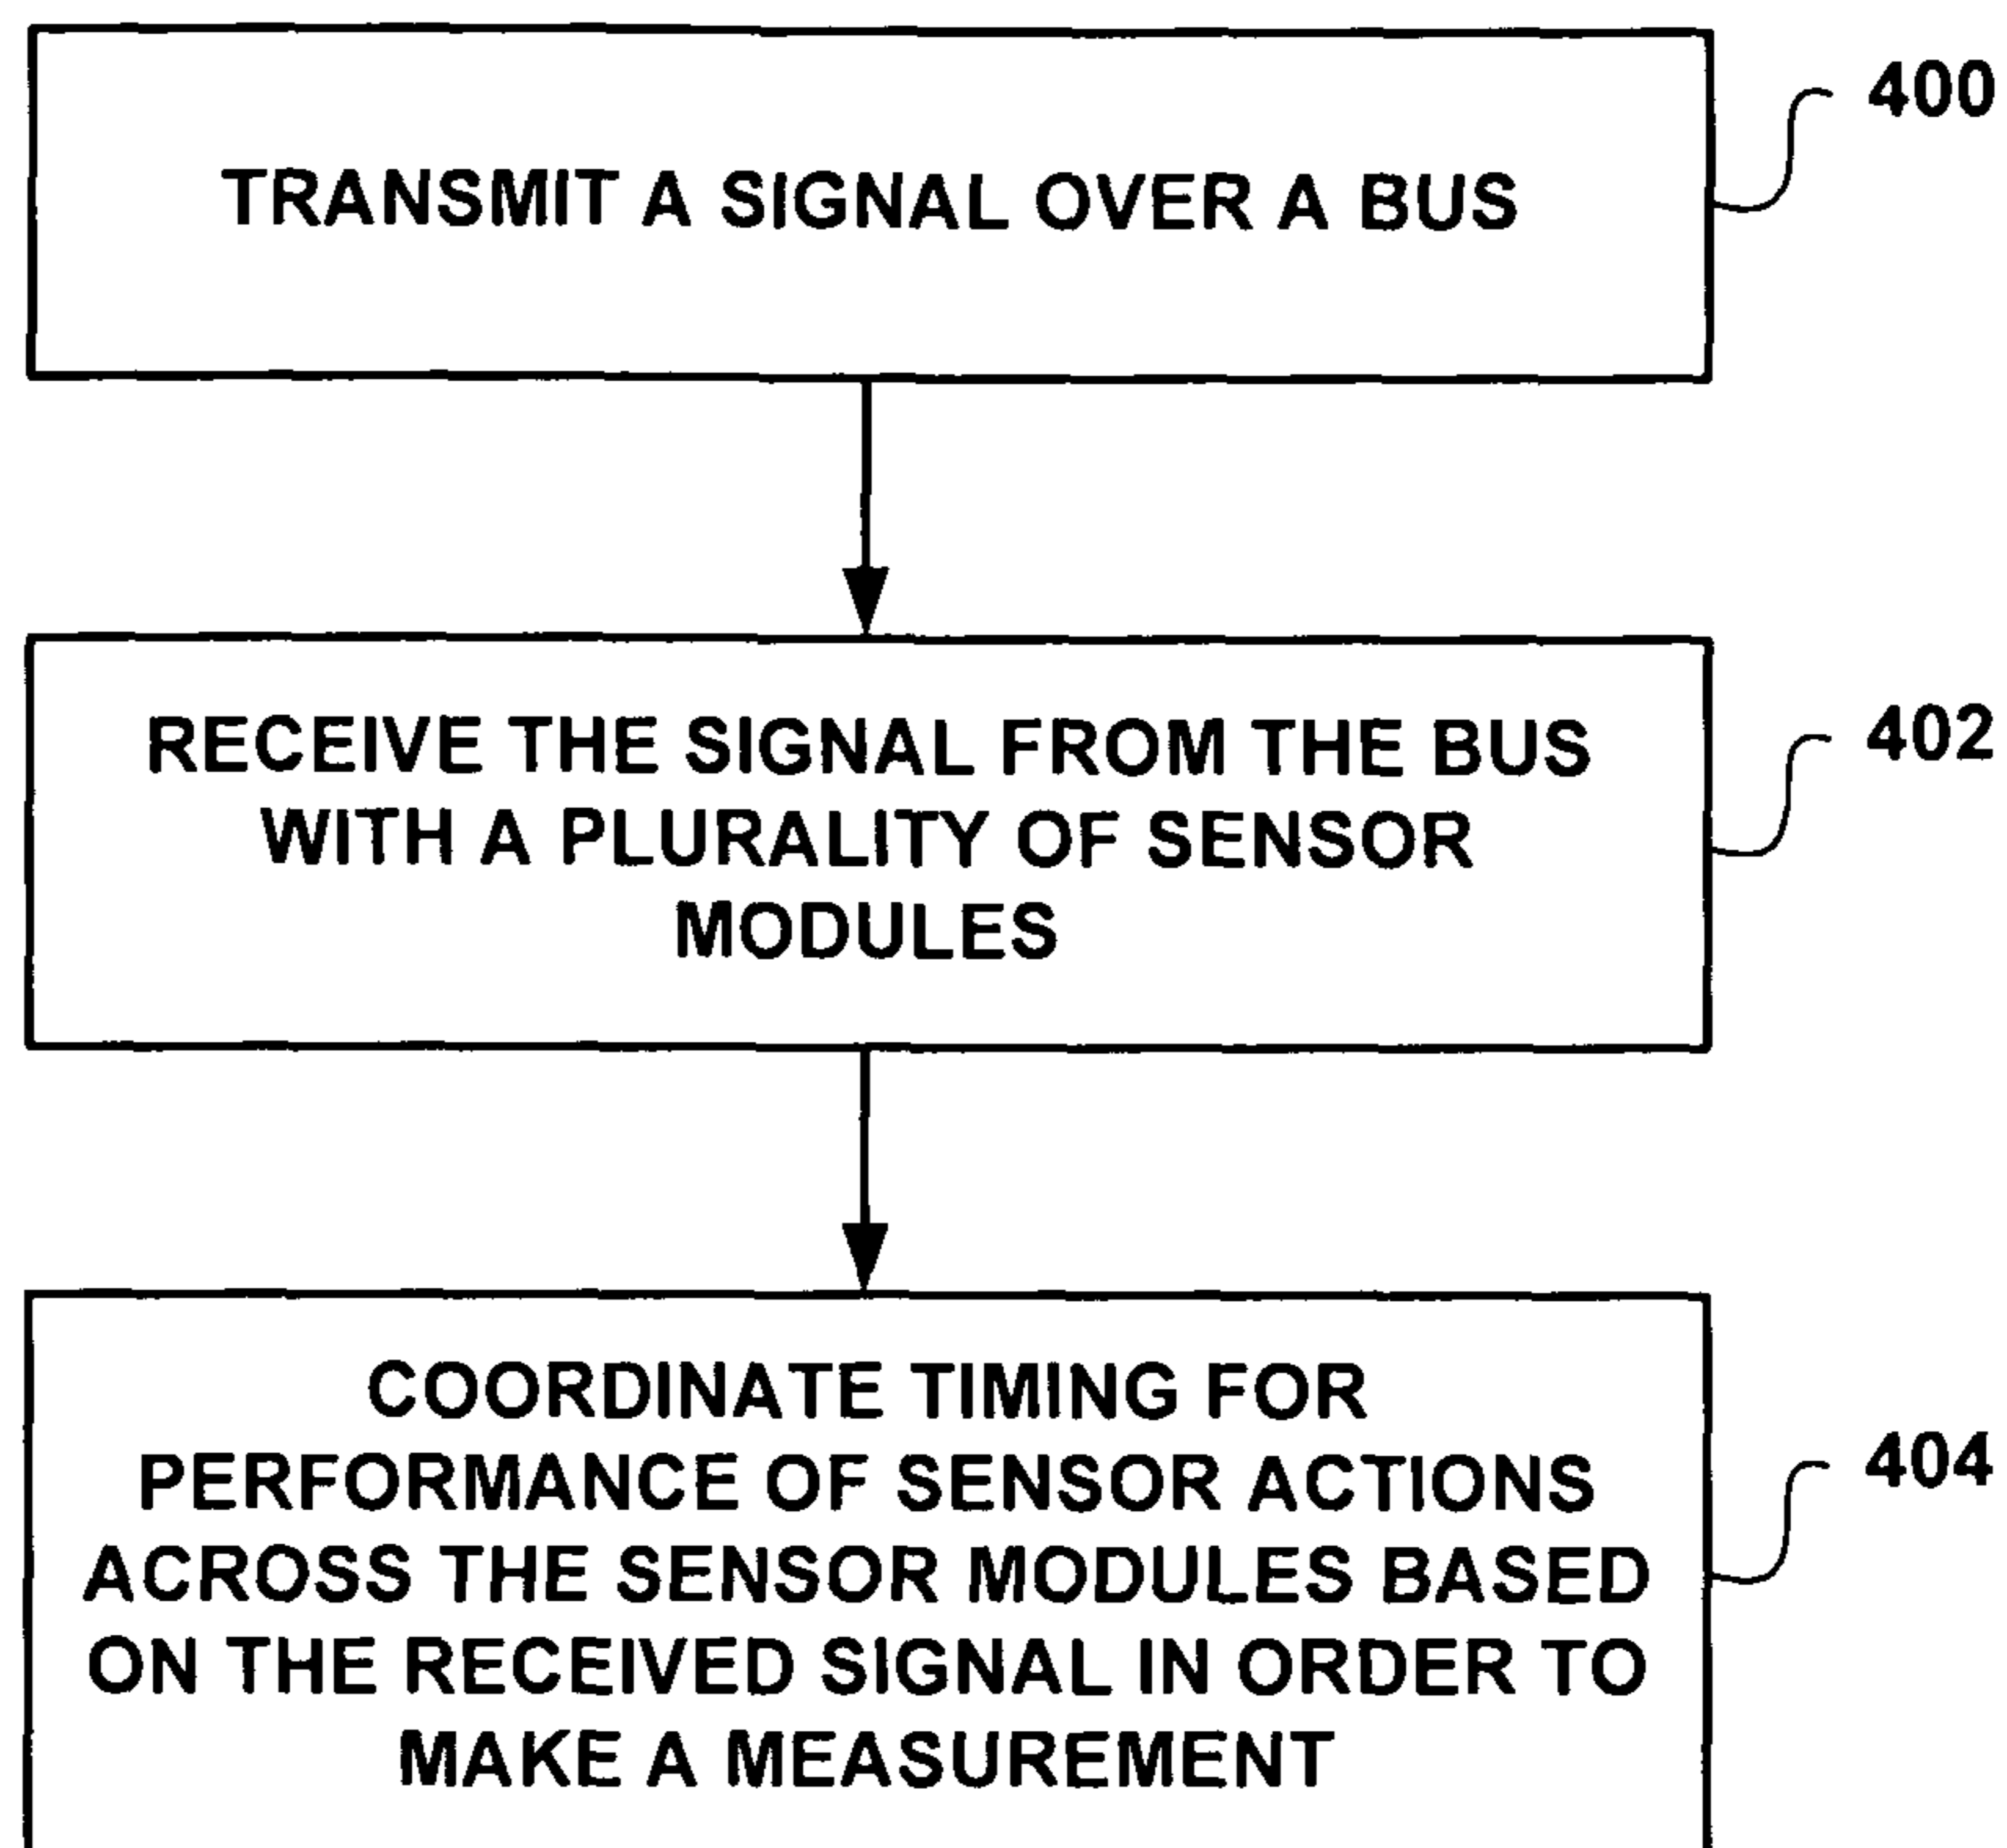 TRANSMIT A SIGNAL OVER A BUS
400
RECEIVE THE SIGNAL FROM THE BUS
WITH A PLURALITY OF SENSOR
MODULES
402
COORDINATE TIMING FOR
PERFORMANCE OF SENSOR ACTIONS
ACROSS THE SENSOR MODULES BASED
ON THE RECEIVED SIGNAL IN ORDER TO
MAKE A MEASUREMENT
404